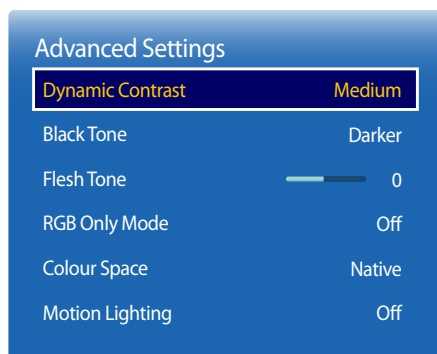 Advanced Settings
Dynamic Contrast Medium
Black Tone Darker
Flesh Tone 0
RGB Only Mode Off
Colour Space Native
Motion Lighting Off